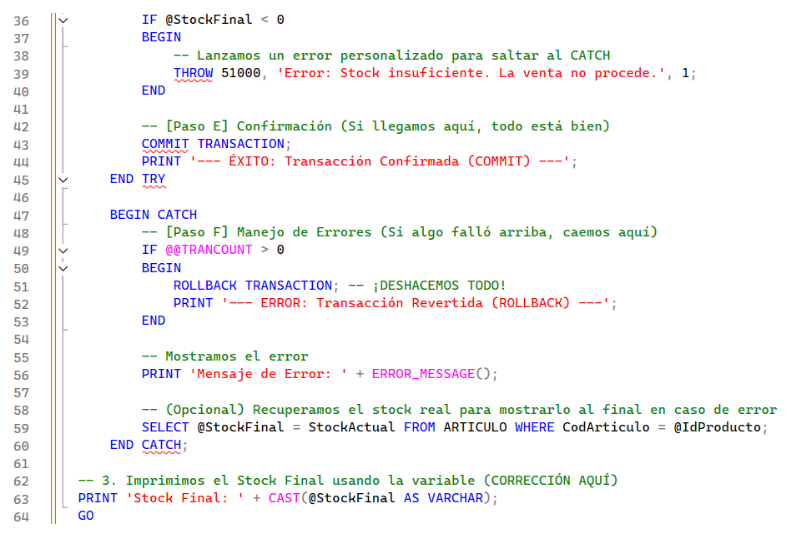 36 IF @StockFinal < 0
37 BEGIN
38 -- Lanzamos un error personalizado para saltar al CATCH
39 THROW 51000, 'Error: Stock insuficiente. La venta no procede.', 1;
40 END
41
42 -- [Paso E] Confirmación (Si llegamos aquí, todo está bien)
43 COMMIT TRANSACTION;
44 PRINT '--- ÉXITO: Transacción Confirmada (COMMIT) ---';
45 END TRY
46
47 BEGIN CATCH
48 -- [Paso F] Manejo de Errores (Si algo falló arriba, caemos aquí)
49 IF @@TRANCOUNT > 0
50 BEGIN
51 ROLLBACK TRANSACTION; -- ¡DESHACEMOS TODO!
52 PRINT '--- ERROR: Transacción Revertida (ROLLBACK) ---';
53 END
54
55 -- Mostramos el error
56 PRINT 'Mensaje de Error: ' + ERROR_MESSAGE();
57
58 -- (Opcional) Recuperamos el stock real para mostrarlo al final en caso de error
59 SELECT @StockFinal = StockActual FROM ARTICULO WHERE CodArticulo = @IdProducto;
60 END CATCH;
61
62 -- 3. Imprimimos el Stock Final usando la variable (CORRECCIÓN AQUÍ)
63 PRINT 'Stock Final: ' + CAST(@StockFinal AS VARCHAR);
64 GO